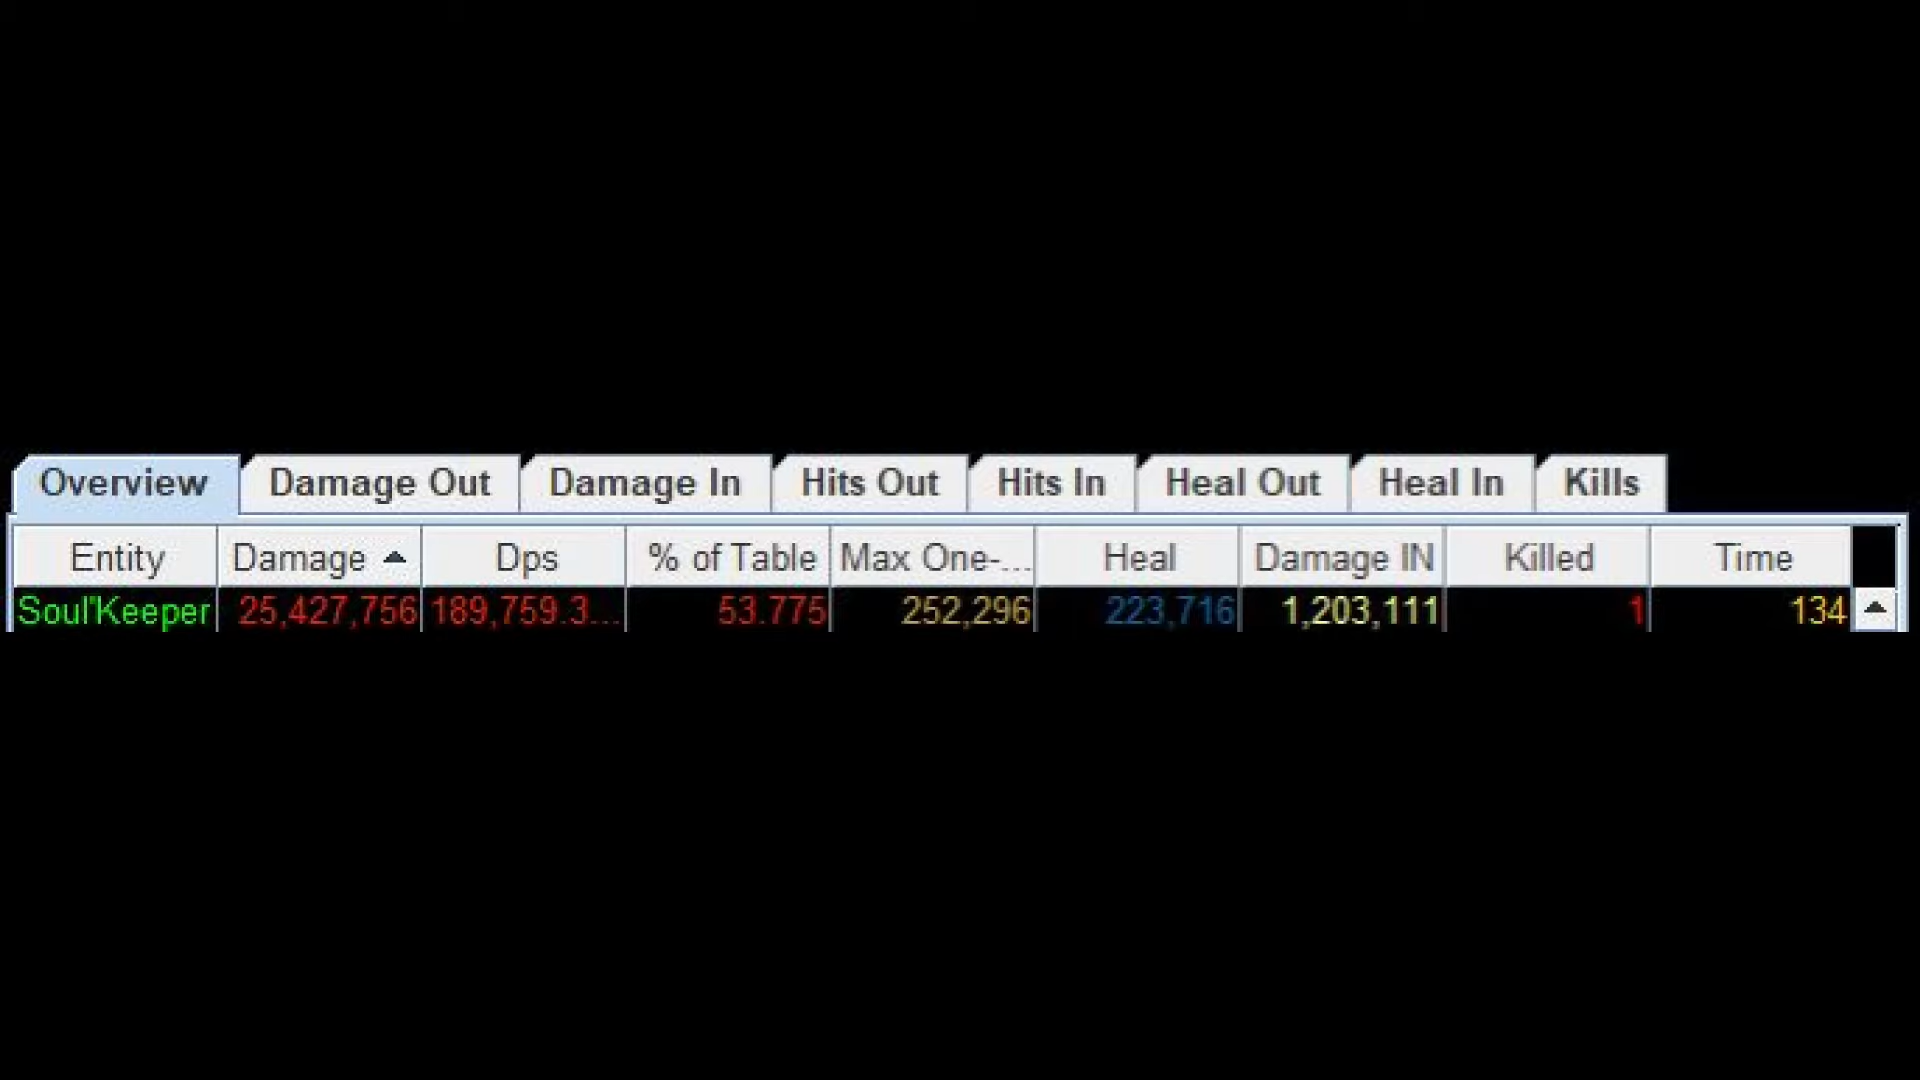 Overview Damage Out Damage In Hits Out Hits In Heal Out Heal In Kills
Entity Damage Dps % of Table Max One-... Heal Damage IN Killed Time
Soul'Keeper 25,427,756 189,759.3... 53.775 252,296 223,716 1,203,111 1 134